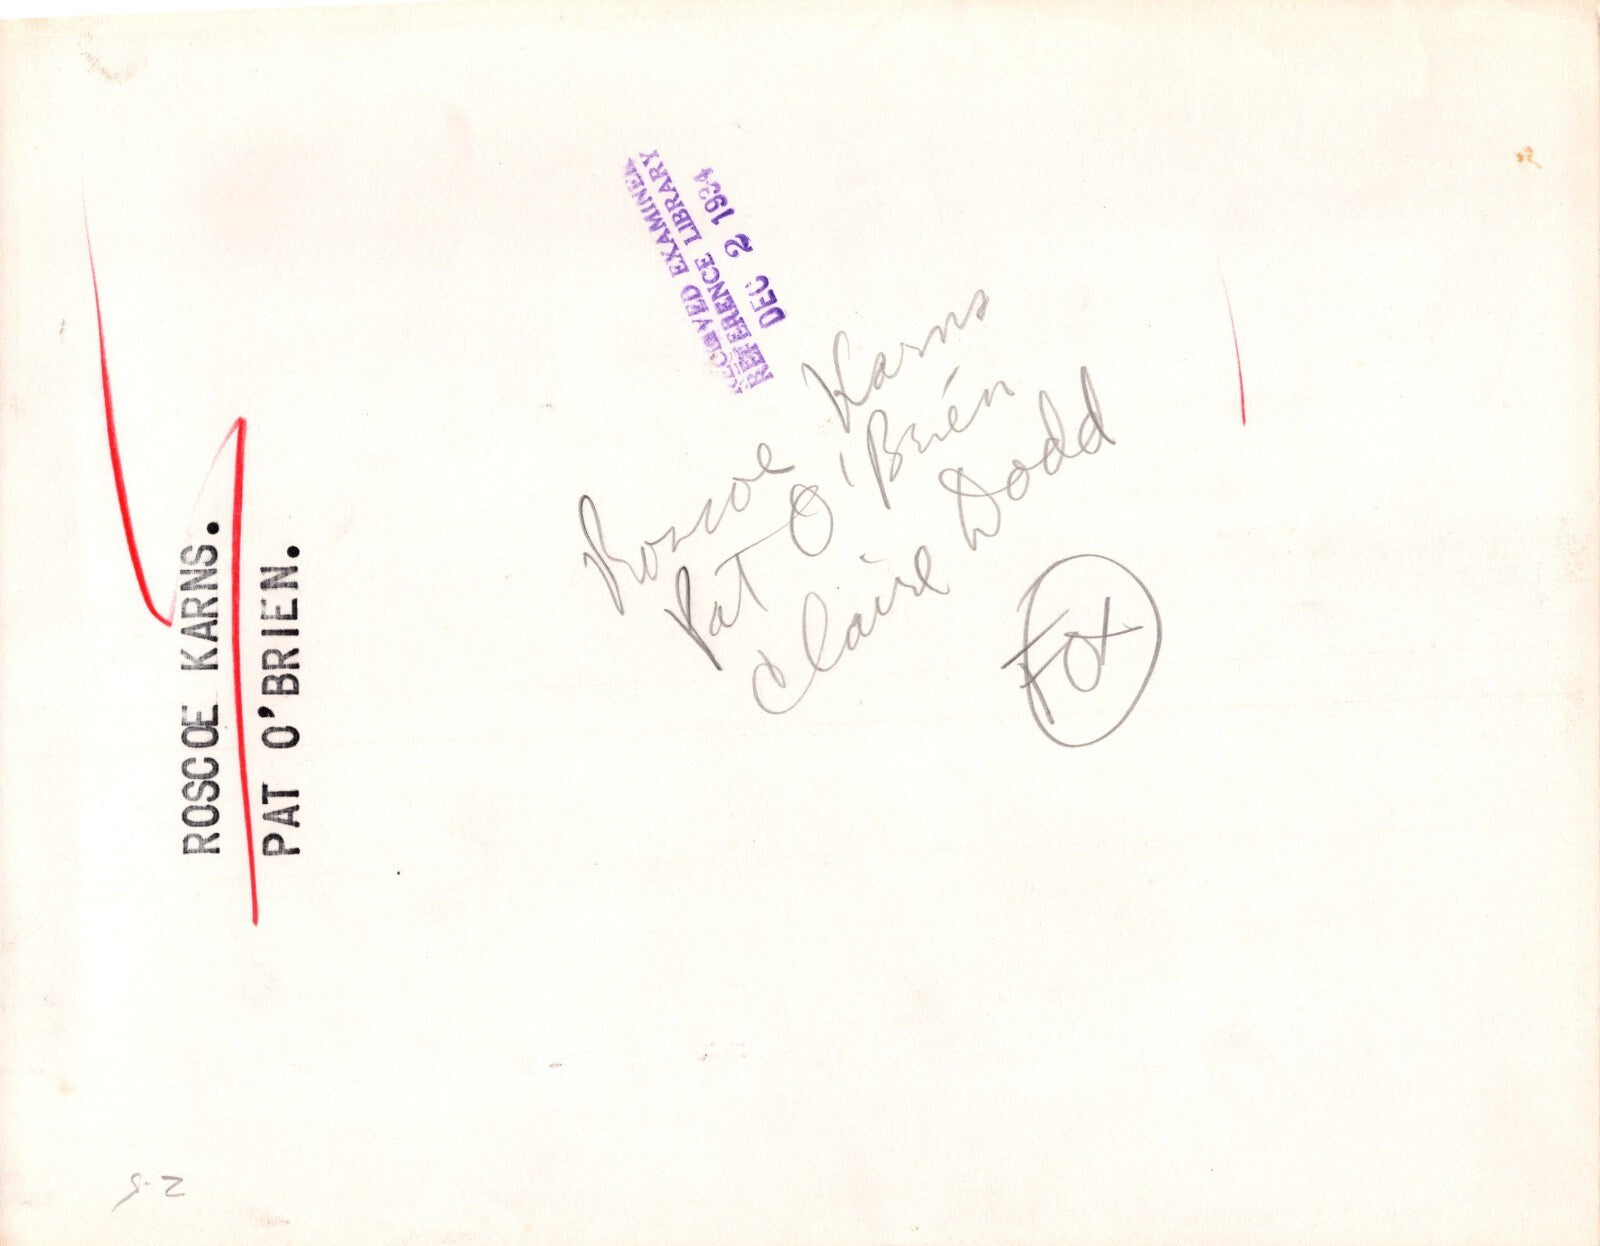 RECEIVED EXAMINER
REFERENCE LIBRARY
DEC 2 1934
ROSCOE KARNS.
PAT O'BRIEN.
Roscoe Karns
Pat O'Brien
Claire Dodd
Fox